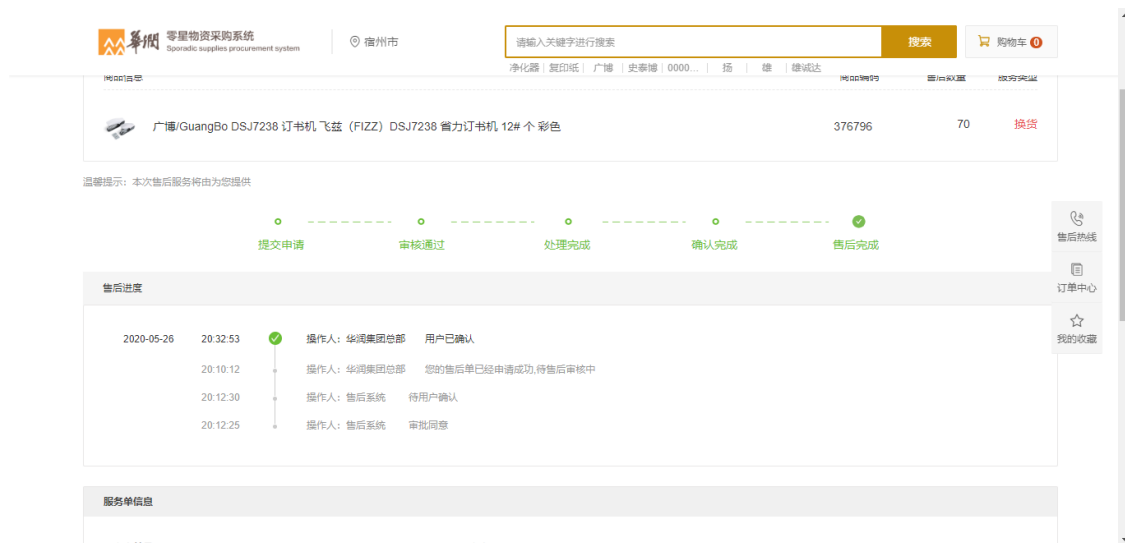 華潤 零星物资采购系统
Sporadic supplies procurement system
宿州市
请输入关键字进行搜索
搜索
购物车 0
净化器 | 复印纸 | 广博 | 史泰博 | 0000... | 扬 | 雄 | 雄诚达
商品信息 商品编码 售后数量 服务类型
广博/GuangBo DSJ7238 订书机 飞兹（FIZZ）DSJ7238 省力订书机 12# 个 彩色 376796 70 换货
温馨提示：本次售后服务将由为您提供
提交申请 审核通过 处理完成 确认完成 售后完成
售后热线
订单中心
我的收藏
售后进度
2020-05-26 20:32:53 操作人：华润集团总部 用户已确认
20:10:12 操作人：华润集团总部 您的售后单已经申请成功,待售后审核中
20:12:30 操作人：售后系统 待用户确认
20:12:25 操作人：售后系统 审批同意
服务单信息